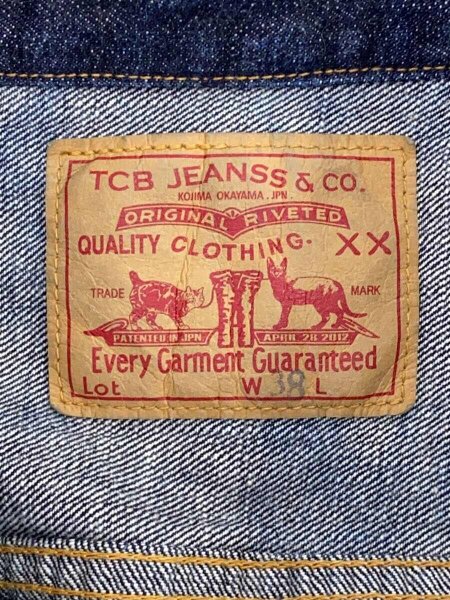 TCB JEANSS & CO.
KOJIMA OKAYAMA. JPN.
ORIGINAL RIVETED
QUALITY CLOTHING. XX
TRADE MARK
PATENTED IN JPN APRIL 28 2012
Every Garment Guaranteed
Lot W 38 L